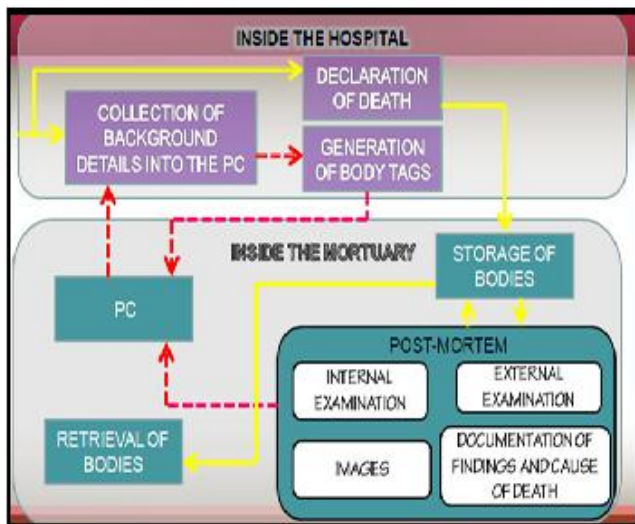 INSIDE THE HOSPITAL
DECLARATION
OF DEATH
COLLECTION OF
BACKGROUND
DETAILS INTO THE PC
GENERATION
OF BODY TAGS
INSIDE THE MORTUARY
STORAGE OF
BODIES
PC
POST-MORTEM
INTERNAL
EXAMINATION
EXTERNAL
EXAMINATION
RETRIEVAL OF
BODIES
IMAGES
DOCUMENTATION OF
FINDINGS AND CAUSE
OF DEATH